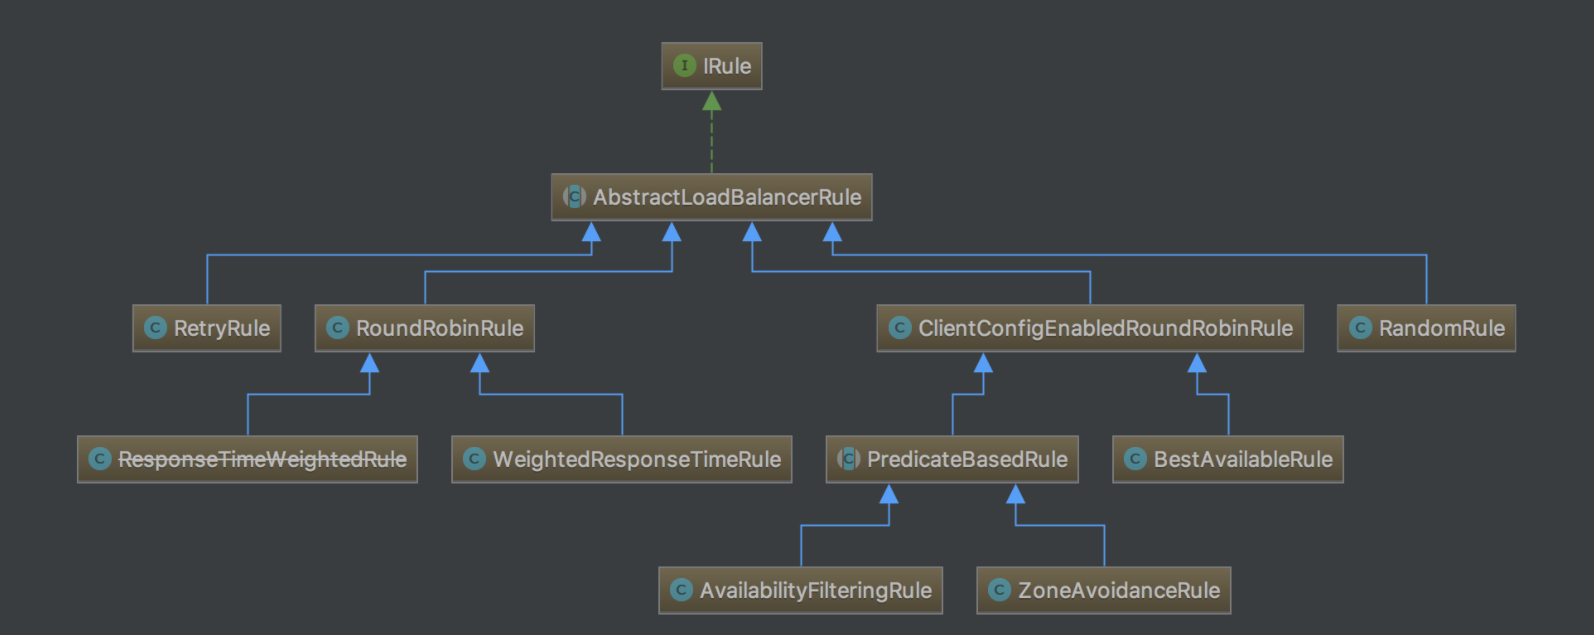 IRule
AbstractLoadBalancerRule
RetryRule
RoundRobinRule
ClientConfigEnabledRoundRobinRule
RandomRule
ResponseTimeWeightedRule
WeightedResponseTimeRule
PredicateBasedRule
BestAvailableRule
AvailabilityFilteringRule
ZoneAvoidanceRule